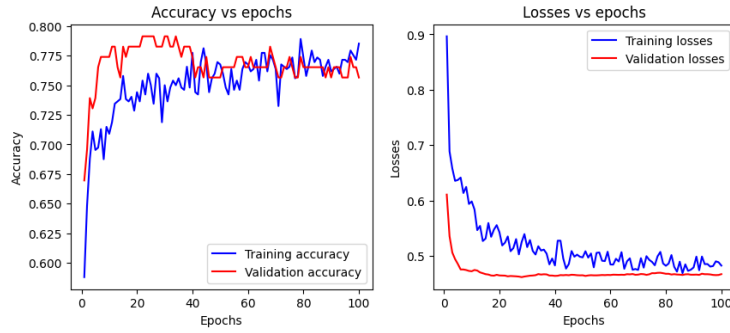 Accuracy vs epochs
0.800
0.775
0.750
0.725
0.700
0.675
0.650
0.625
0.600
Accuracy
Training accuracy
Validation accuracy
0 20 40 60 80 100
Epochs
Losses vs epochs
0.9
0.8
0.7
0.6
0.5
Losses
Training losses
Validation losses
0 20 40 60 80 100
Epochs